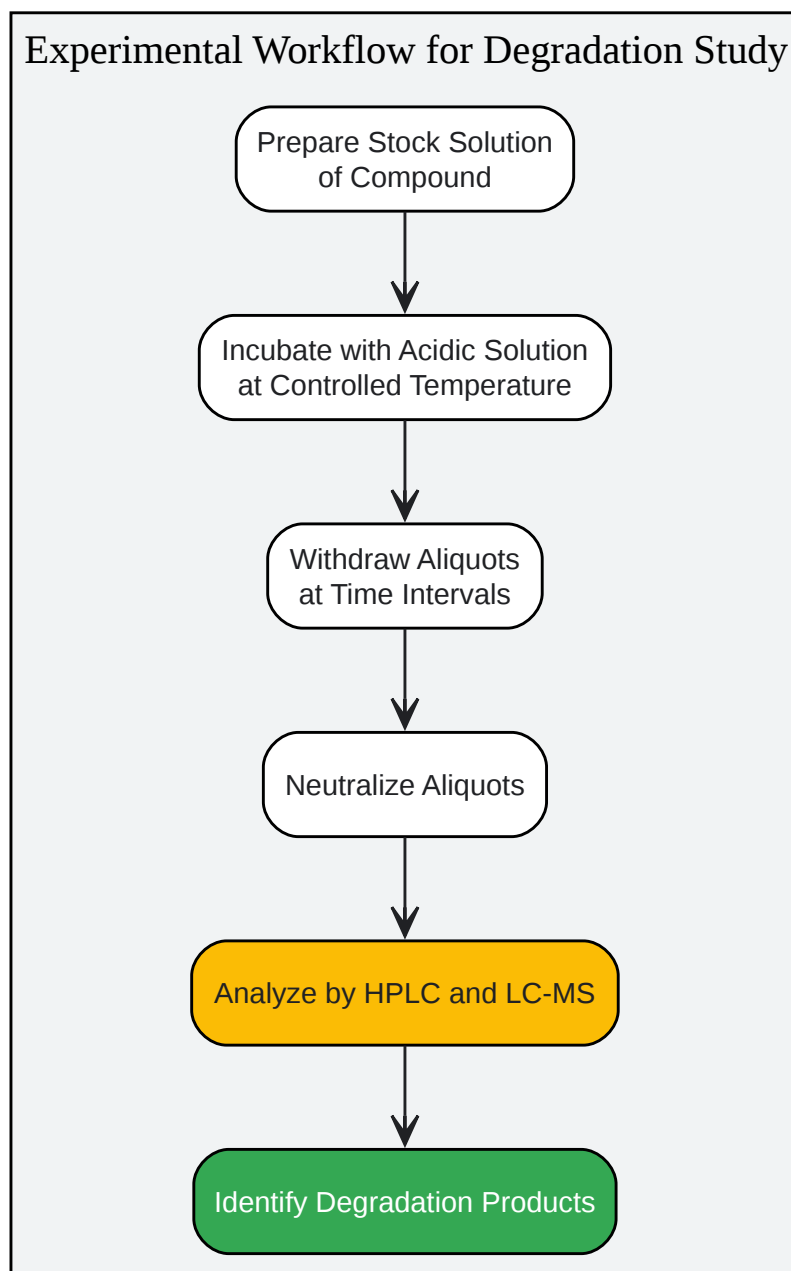 Experimental Workflow for Degradation Study
Prepare Stock Solution
of Compound
Incubate with Acidic Solution
at Controlled Temperature
Withdraw Aliquots
at Time Intervals
Neutralize Aliquots
Analyze by HPLC and LC-MS
Identify Degradation Products